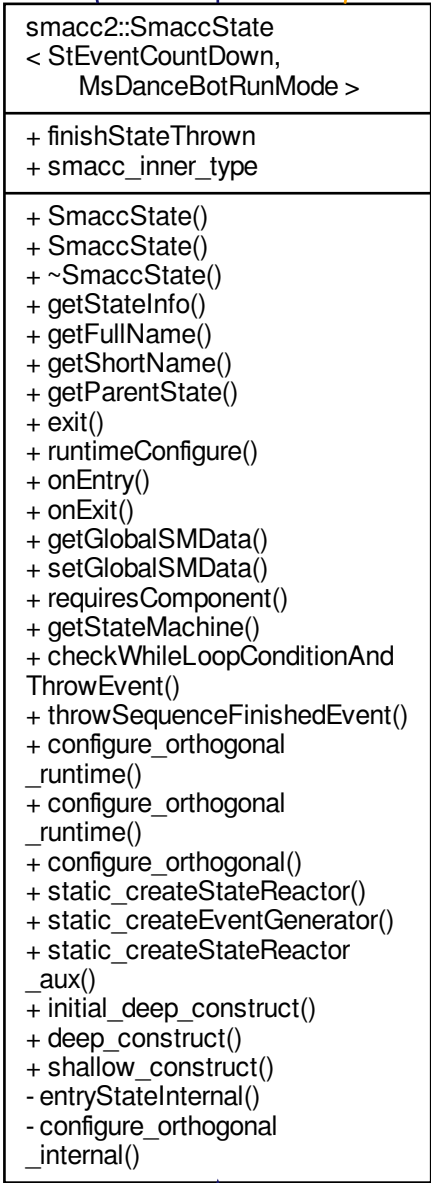 smacc2::SmaccState
< StEventCountDown,
MsDanceBotRunMode >
+ finishStateThrown
+ smacc_inner_type
+ SmaccState()
+ SmaccState()
+ ~SmaccState()
+ getStateInfo()
+ getFullName()
+ getShortName()
+ getParentState()
+ exit()
+ runtimeConfigure()
+ onEntry()
+ onExit()
+ getGlobalSMData()
+ setGlobalSMData()
+ requiresComponent()
+ getStateMachine()
+ checkWhileLoopConditionAnd
ThrowEvent()
+ throwSequenceFinishedEvent()
+ configure_orthogonal
_runtime()
+ configure_orthogonal
_runtime()
+ configure_orthogonal()
+ static_createStateReactor()
+ static_createEventGenerator()
+ static_createStateReactor
_aux()
+ initial_deep_construct()
+ deep_construct()
+ shallow_construct()
- entryStateInternal()
- configure_orthogonal
_internal()